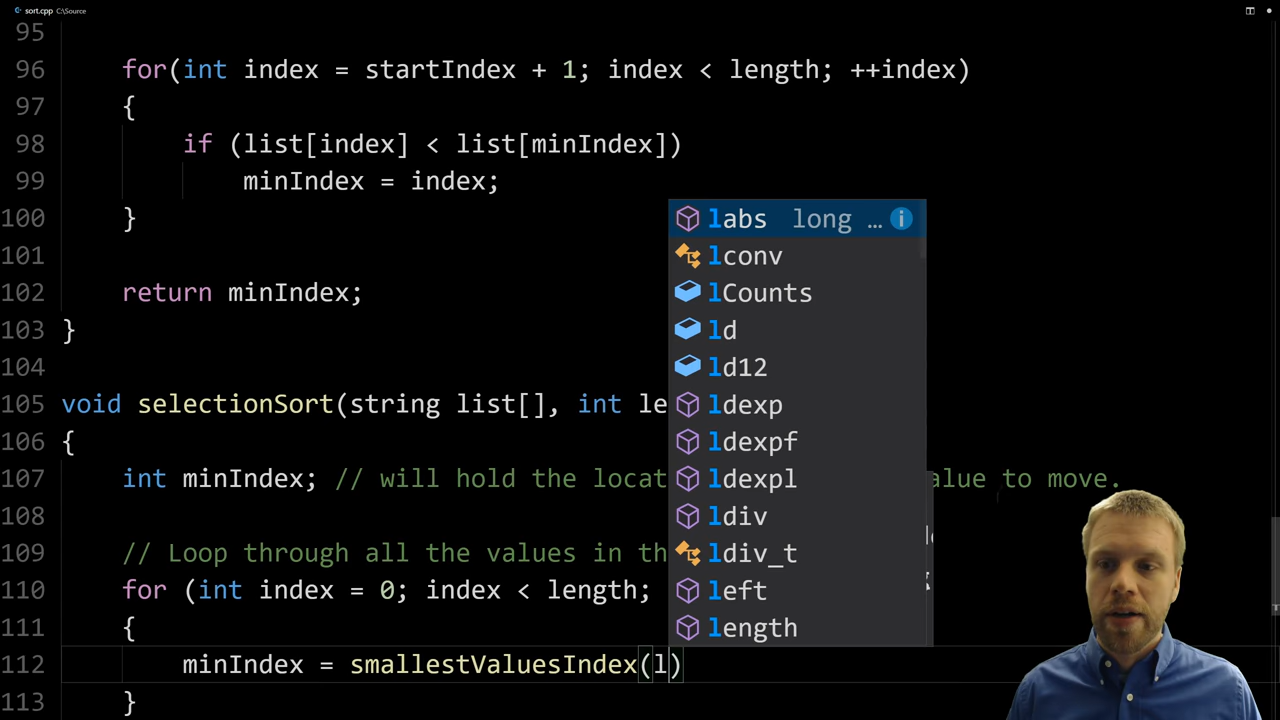 sort.cpp C:\Source
95
96 for(int index = startIndex + 1; index < length; ++index)
97 {
98 if (list[index] < list[minIndex])
99 minIndex = index;
100 }
101
102 return minIndex;
103 }
104
105 void selectionSort(string list[], int le
106 {
107 int minIndex; // will hold the locat alue to move.
108
109 // Loop through all the values in th
110 for (int index = 0; index < length;
111 {
112 minIndex = smallestValuesIndex(l)
113 }
labs long ...
lconv
lCounts
ld
ld12
ldexp
ldexpf
ldexpl
ldiv
ldiv_t
left
length